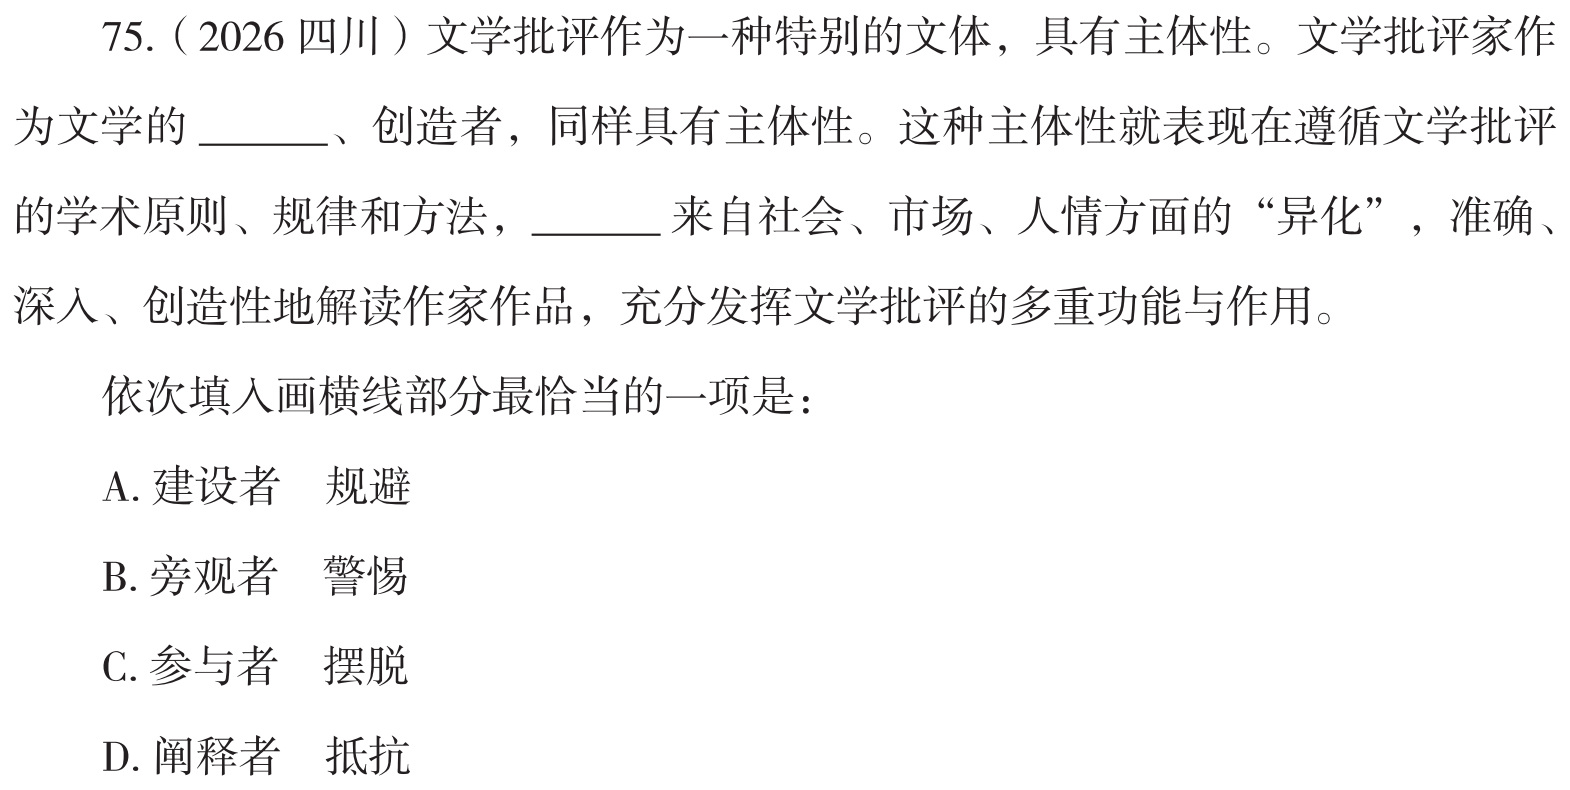 75.（2026 四川）文学批评作为一种特别的文体，具有主体性。文学批评家作
为文学的 ______、创造者，同样具有主体性。这种主体性就表现在遵循文学批评
的学术原则、规律和方法，______ 来自社会、市场、人情方面的“异化”，准确、
深入、创造性地解读作家作品，充分发挥文学批评的多重功能与作用。
依次填入画横线部分最恰当的一项是：
A. 建设者　规避
B. 旁观者　警惕
C. 参与者　摆脱
D. 阐释者　抵抗